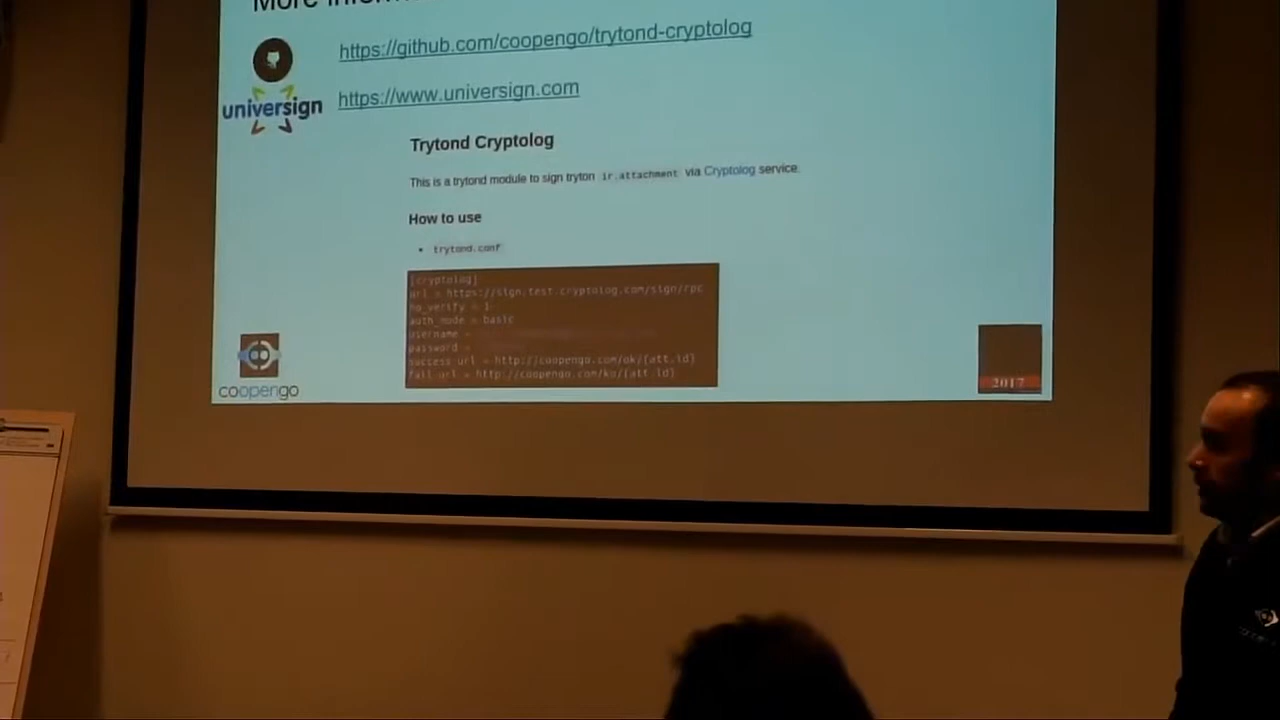 More
https://github.com/coopengo/trytond-cryptolog
universign
https://www.universign.com
Trytond Cryptolog
This is a trytond module to sign tryton ir.attachment via Cryptolog service.
How to use
• trytond.conf
[cryptolog]
url = https://sign.test.cryptolog.com/sign/rpc
no_verify = 1
auth_mode = basic
username =
password =
success_url = http://coopengo.com/ok/{att.id}
fail_url = http://coopengo.com/ko/{att.id}
coopengo
2017